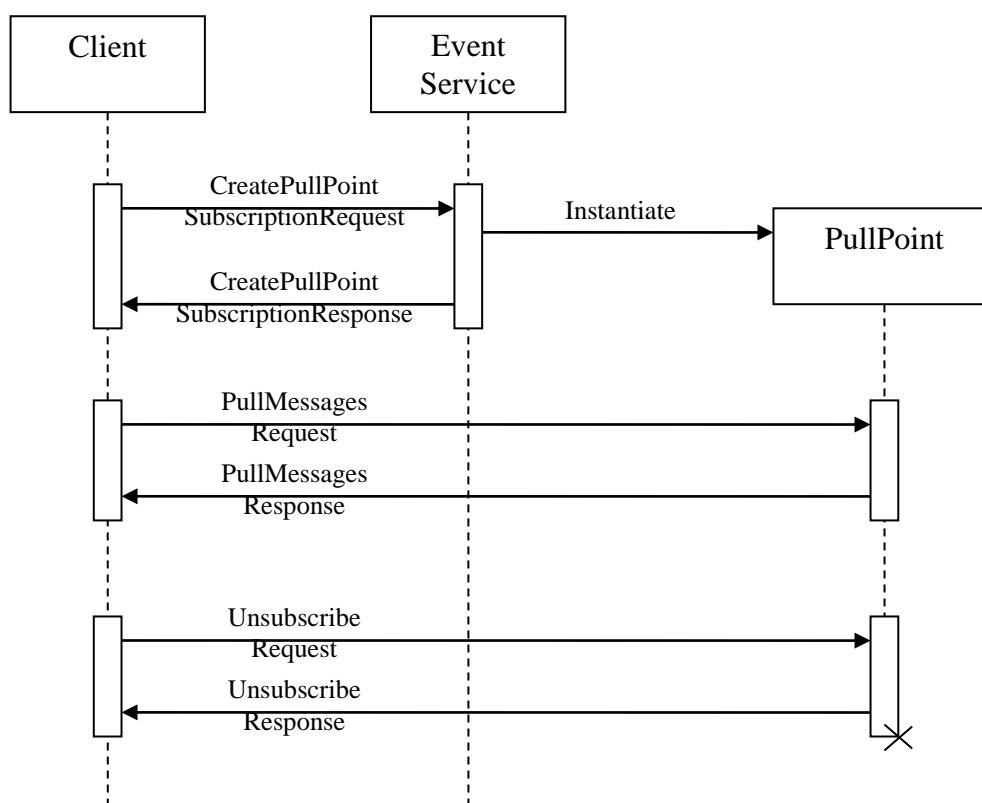 Client
Event
Service
CreatePullPoint
SubscriptionRequest
Instantiate
PullPoint
CreatePullPoint
SubscriptionResponse
PullMessages
Request
PullMessages
Response
Unsubscribe
Request
Unsubscribe
Response